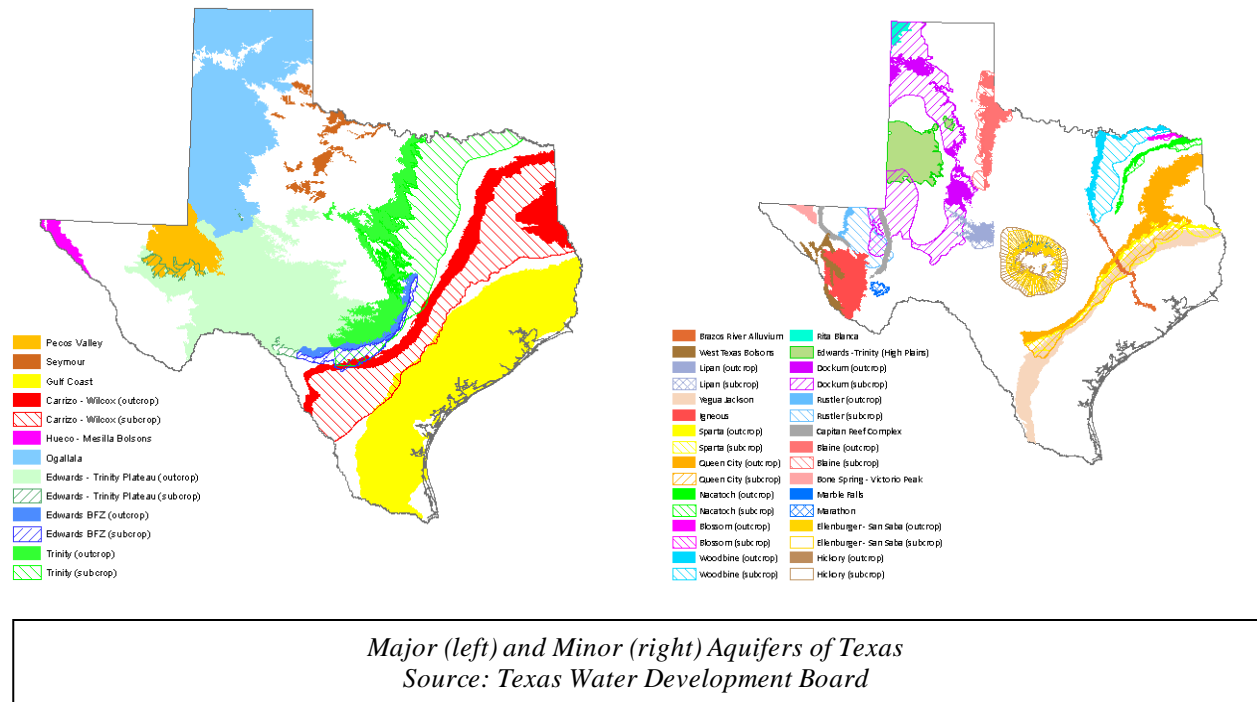 Pecos Valley
Seymour
Gulf Coast
Carrizo - Wilcox (outcrop)
Carrizo - Wilcox (subcrop)
Hueco - Mesilla Bolsons
Ogallala
Edwards - Trinity Plateau (outcrop)
Edwards - Trinity Plateau (subcrop)
Edwards BFZ (outcrop)
Edwards BFZ (subcrop)
Trinity (outcrop)
Trinity (subcrop)
Brazos River Alluvium
West Texas Bolsons
Lipan (outcrop)
Lipan (subcrop)
Yegua Jackson
Igneous
Sparta (outcrop)
Sparta (subcrop)
Queen City (outcrop)
Queen City (subcrop)
Nacatoch (outcrop)
Nacatoch (subcrop)
Blossom (outcrop)
Blossom (subcrop)
Woodbine (outcrop)
Woodbine (subcrop)
Rita Blanca
Edwards - Trinity (High Plains)
Dockum (outcrop)
Dockum (subcrop)
Rustler (outcrop)
Rustler (subcrop)
Capitan Reef Complex
Blaine (outcrop)
Blaine (subcrop)
Bone Spring - Victorio Peak
Marble Falls
Marathon
Ellenburger - San Saba (outcrop)
Ellenburger - San Saba (subcrop)
Hickory (outcrop)
Hickory (subcrop)
Major (left) and Minor (right) Aquifers of Texas
Source: Texas Water Development Board